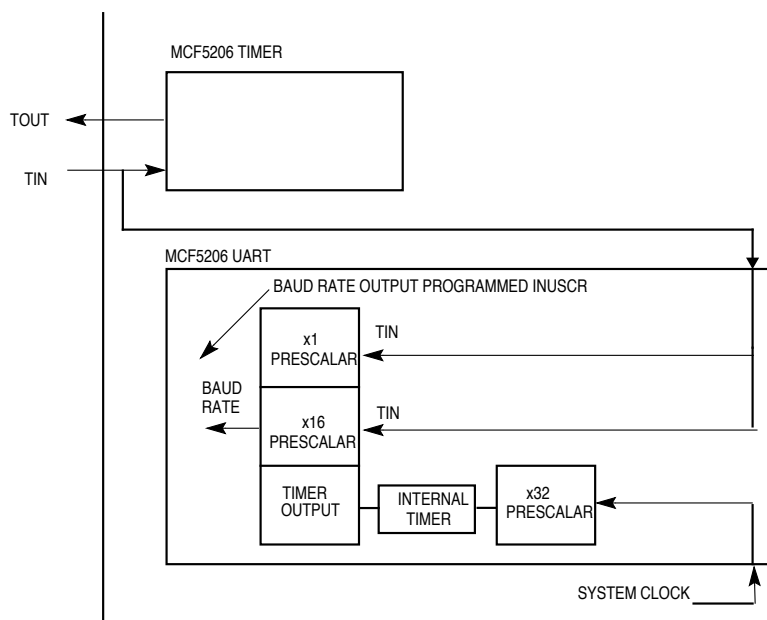 MCF5206 TIMER
TOUT
TIN
MCF5206 UART
BAUD RATE OUTPUT PROGRAMMED INUSCR
x1
PRESCALAR
TIN
BAUD
RATE
x16
PRESCALAR
TIN
TIMER
OUTPUT
INTERNAL
TIMER
x32
PRESCALAR
SYSTEM CLOCK